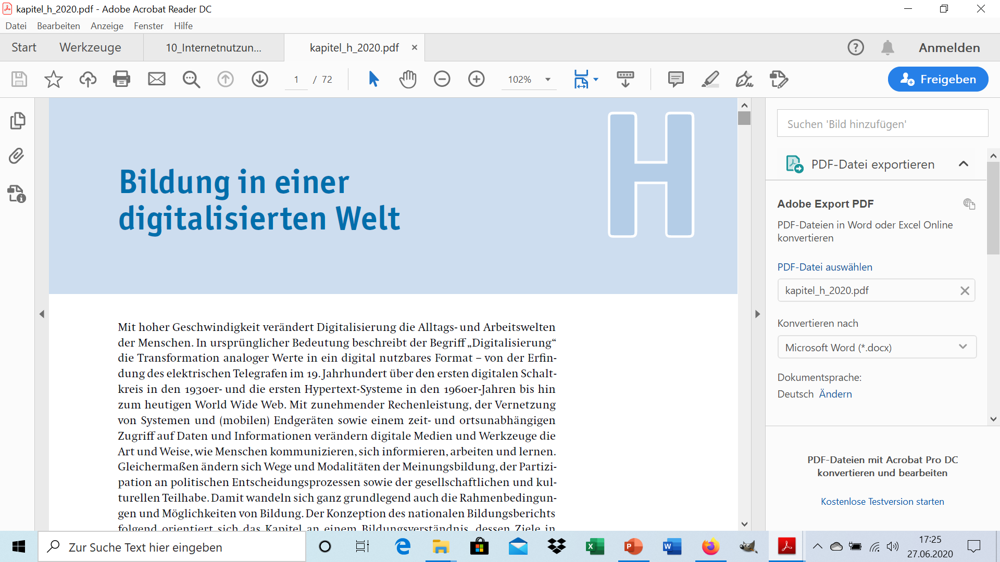 kapitel_h_2020.pdf - Adobe Acrobat Reader DC
Datei Bearbeiten Anzeige Fenster Hilfe
Start Werkzeuge 10_Internetnutzun... kapitel_h_2020.pdf × Anmelden
1 / 72 102% Freigeben
H
Bildung in einer
digitalisierten Welt
Mit hoher Geschwindigkeit verändert Digitalisierung die Alltags- und Arbeitswelten
der Menschen. In ursprünglicher Bedeutung beschreibt der Begriff „Digitalisierung“
die Transformation analoger Werte in ein digital nutzbares Format – von der Erfin-
dung des elektrischen Telegrafen im 19. Jahrhundert über den ersten digitalen Schalt-
kreis in den 1930er- und die ersten Hypertext-Systeme in den 1960er-Jahren bis hin
zum heutigen World Wide Web. Mit zunehmender Rechenleistung, der Vernetzung
von Systemen und (mobilen) Endgeräten sowie einem zeit- und ortsunabhängigen
Zugriff auf Daten und Informationen verändern digitale Medien und Werkzeuge die
Art und Weise, wie Menschen kommunizieren, sich informieren, arbeiten und lernen.
Gleichermaßen ändern sich Wege und Modalitäten der Meinungsbildung, der Partizi-
pation an politischen Entscheidungsprozessen sowie der gesellschaftlichen und kul-
turellen Teilhabe. Damit wandeln sich ganz grundlegend auch die Rahmenbedingun-
gen und Möglichkeiten von Bildung. Der Konzeption des nationalen Bildungsberichts
folgend orientiert sich das Kapitel an einem Bildungsverständnis, dessen Ziele in
Suchen 'Bild hinzufügen'
PDF-Datei exportieren
Adobe Export PDF
PDF-Dateien in Word oder Excel Online
konvertieren
PDF-Datei auswählen
kapitel_h_2020.pdf
Konvertieren nach
Microsoft Word (*.docx)
Dokumentsprache:
Deutsch Ändern
PDF-Dateien mit Acrobat Pro DC
konvertieren und bearbeiten
Kostenlose Testversion starten
Zur Suche Text hier eingeben
17:25
27.06.2020